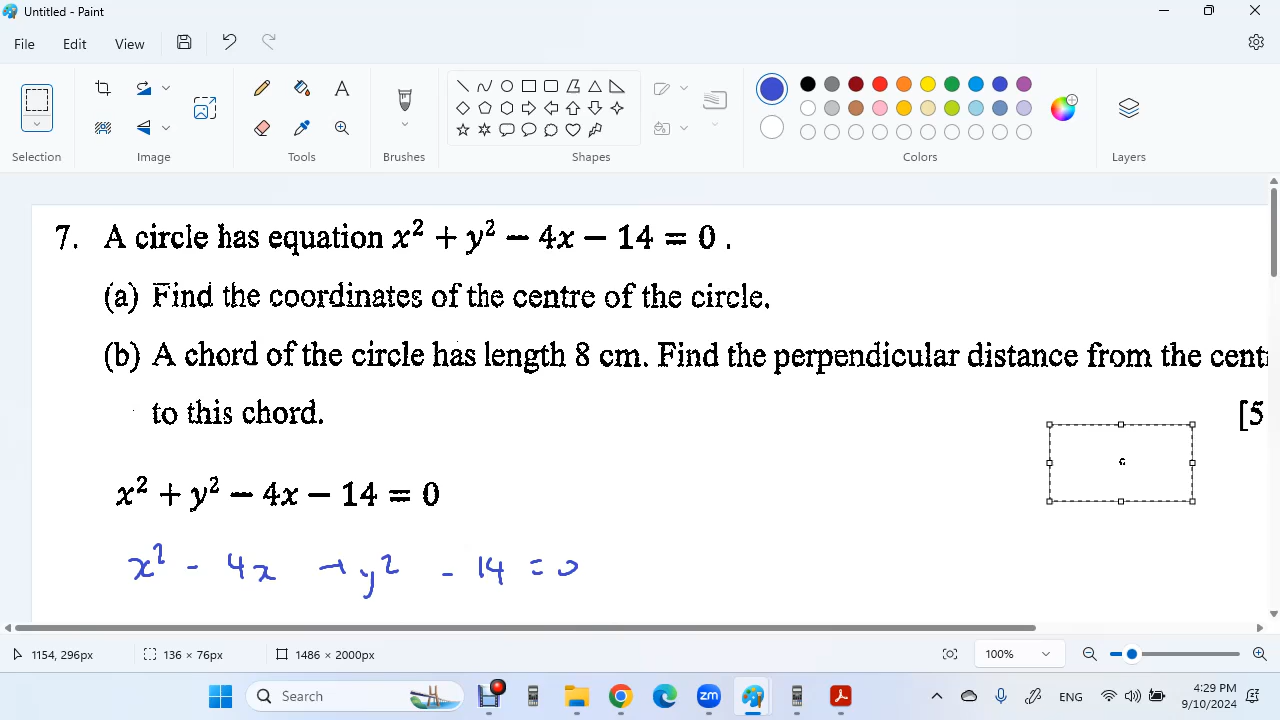 Untitled - Paint
File Edit View
Selection Image Tools Brushes Shapes Colors Layers
7. A circle has equation x² + y² − 4x − 14 = 0 .
(a) Find the coordinates of the centre of the circle.
(b) A chord of the circle has length 8 cm. Find the perpendicular distance from the cent
to this chord. [5
x² + y² − 4x − 14 = 0
x² - 4x + y² - 14 = 0
1154, 296px 136 × 76px 1486 × 2000px 100%
Search zm ENG 4:29 PM
9/10/2024